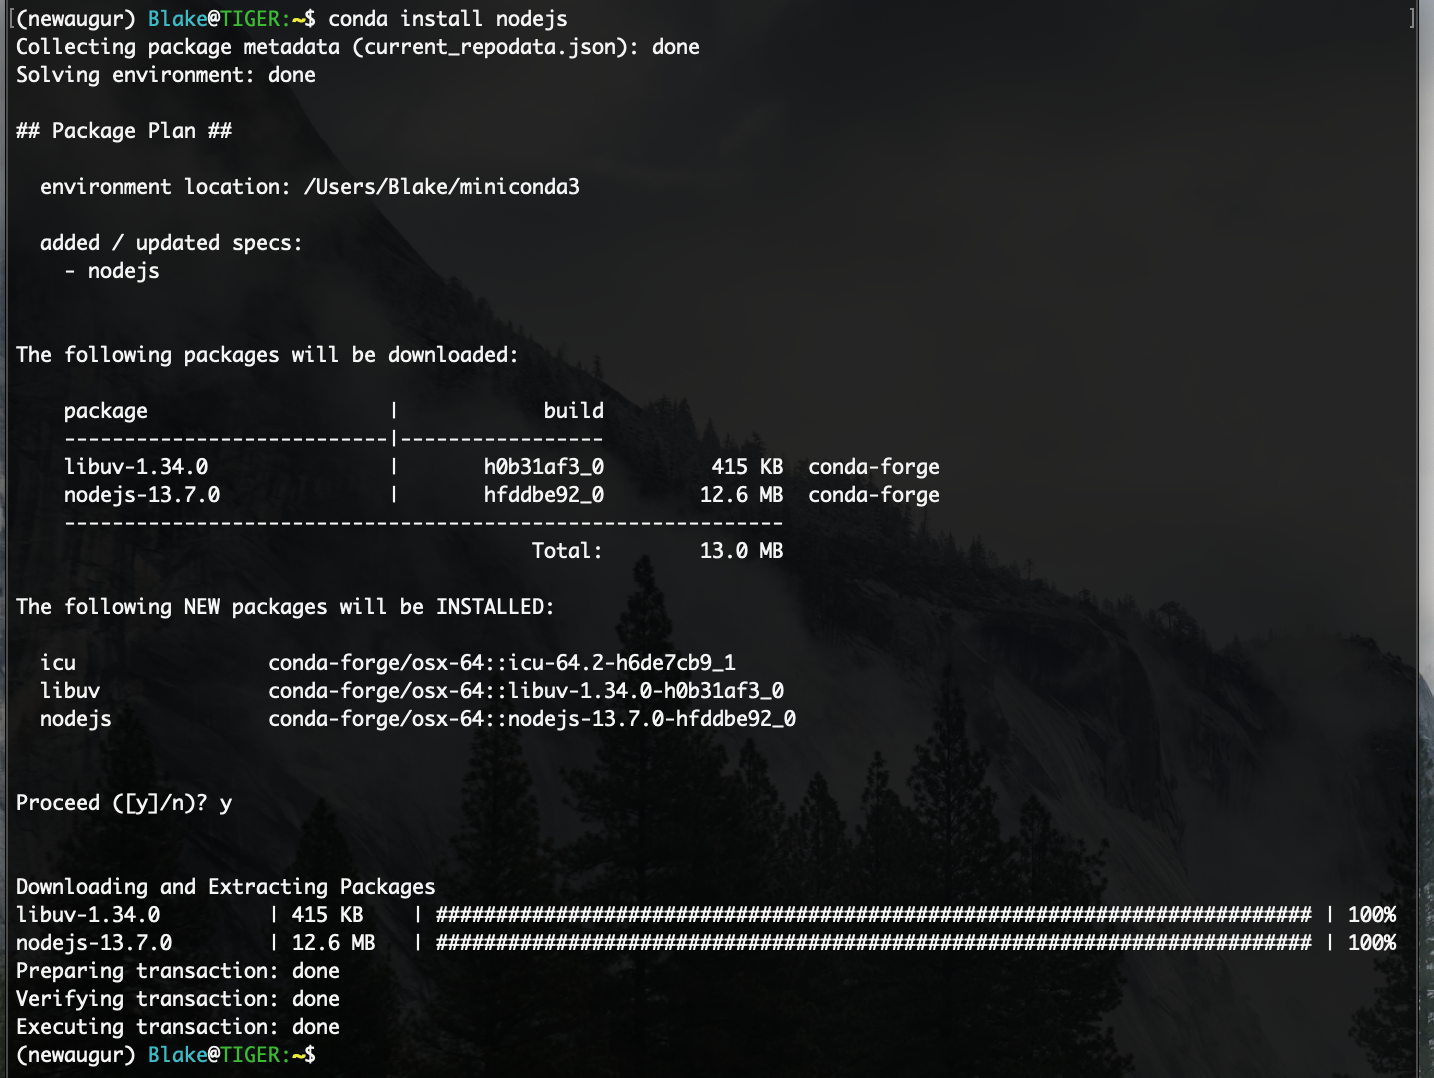 [(newaugur) Blake@TIGER:~$ conda install nodejs ]
Collecting package metadata (current_repodata.json): done
Solving environment: done
## Package Plan ##
  environment location: /Users/Blake/miniconda3
  added / updated specs:
    - nodejs
The following packages will be downloaded:
    package                    |            build
    ---------------------------|-----------------
    libuv-1.34.0               |       h0b31af3_0         415 KB  conda-forge
    nodejs-13.7.0              |       hfddbe92_0        12.6 MB  conda-forge
    ------------------------------------------------------------
                                           Total:        13.0 MB
The following NEW packages will be INSTALLED:
  icu                conda-forge/osx-64::icu-64.2-h6de7cb9_1
  libuv              conda-forge/osx-64::libuv-1.34.0-h0b31af3_0
  nodejs             conda-forge/osx-64::nodejs-13.7.0-hfddbe92_0
Proceed ([y]/n)? y
Downloading and Extracting Packages
libuv-1.34.0         | 415 KB    | ######################################################################### | 100%
nodejs-13.7.0        | 12.6 MB   | ######################################################################### | 100%
Preparing transaction: done
Verifying transaction: done
Executing transaction: done
(newaugur) Blake@TIGER:~$